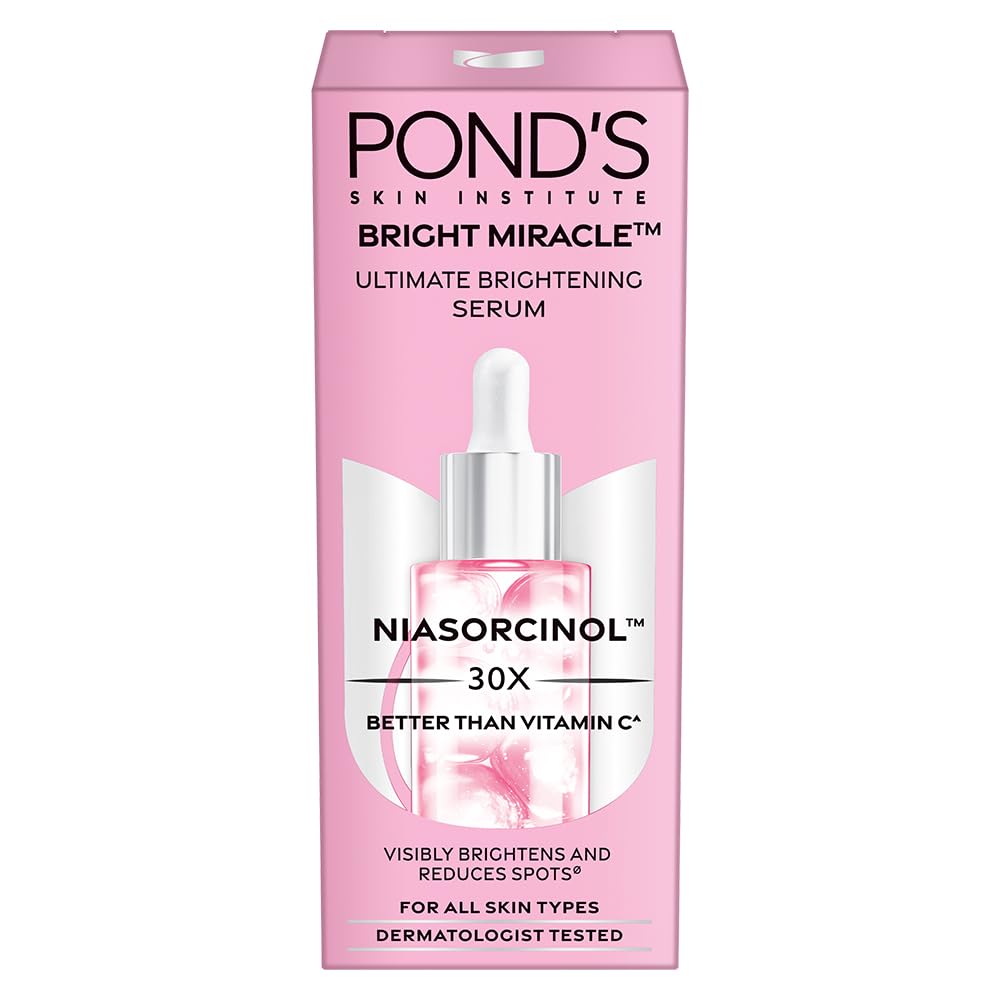 POND'S
SKIN INSTITUTE
BRIGHT MIRACLE™
ULTIMATE BRIGHTENING
SERUM
NIASORCINOL™
30X
BETTER THAN VITAMIN C^
VISIBLY BRIGHTENS AND
REDUCES SPOTSø
FOR ALL SKIN TYPES
DERMATOLOGIST TESTED